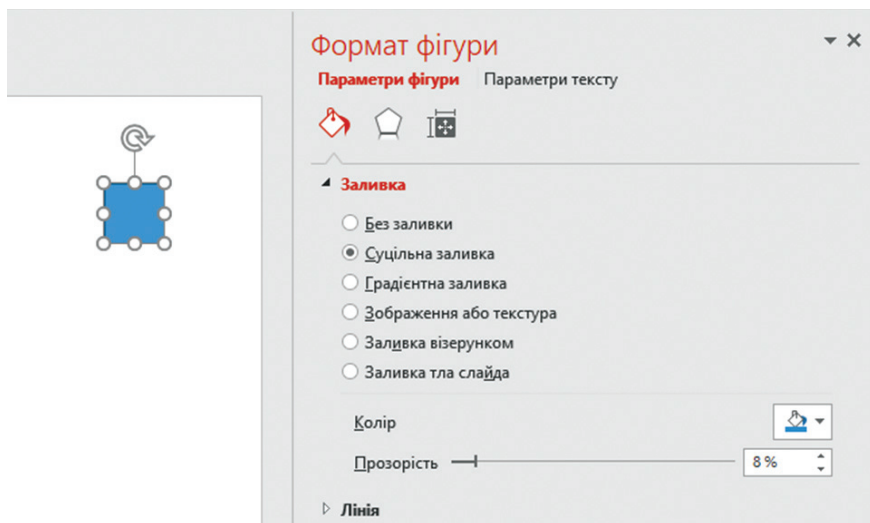 Формат фігури
Параметри фігури Параметри тексту
Заливка
Без заливки
Суцільна заливка
Градієнтна заливка
Зображення або текстура
Заливка візерунком
Заливка тла слайда
Колір
Прозорість 8 %
Лінія